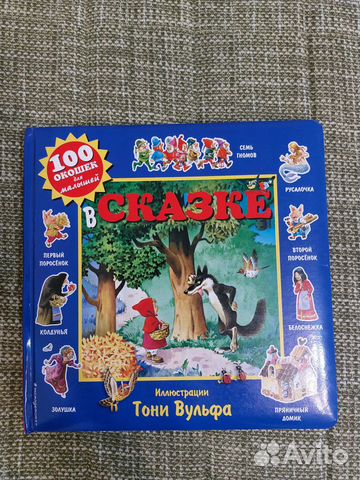 100
ОКОШЕК
для
малышей
СЕМЬ
ГНОМОВ
РУСАЛОЧКА
В СКАЗКЕ
ПЕРВЫЙ
ПОРОСЁНОК
ВТОРОЙ
ПОРОСЁНОК
КОЛДУНЬЯ
БЕЛОСНЕЖКА
ЗОЛУШКА
Иллюстрации
Тони Вульфа
ПРЯНИЧНЫЙ
ДОМИК
Avito